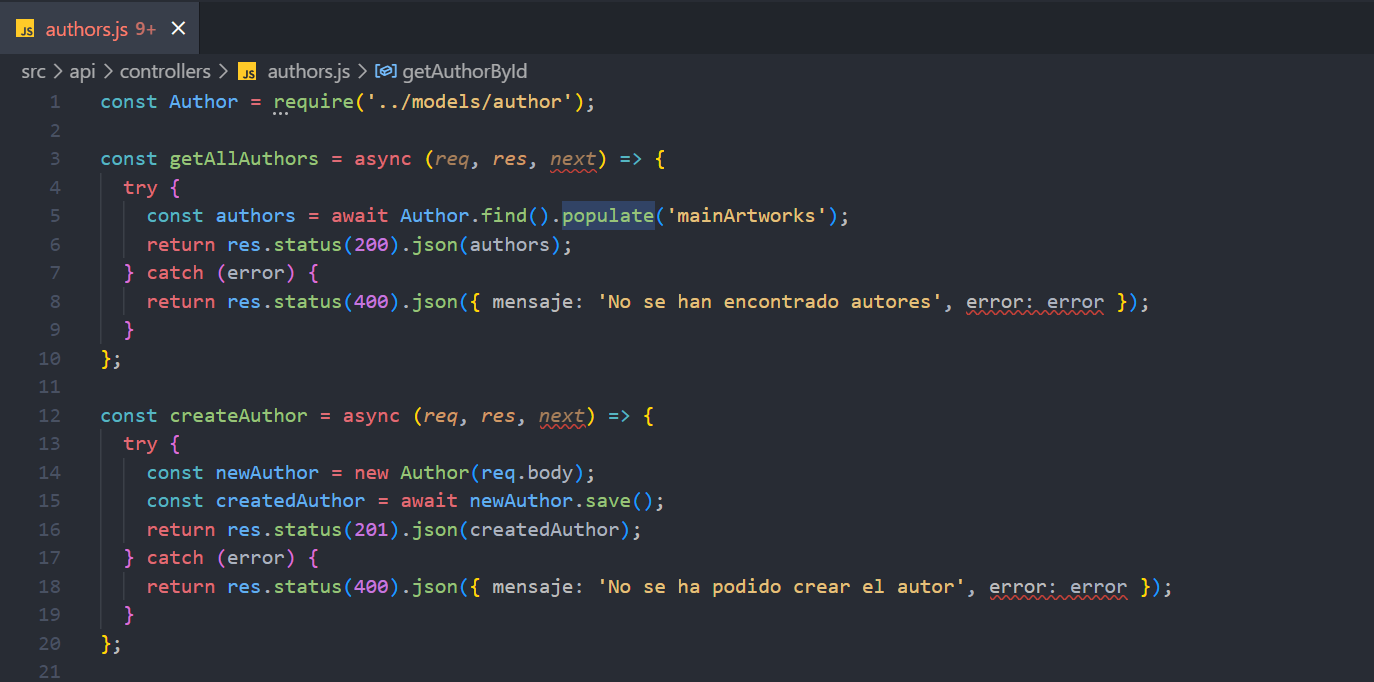 JS authors.js 9+ ×
src > api > controllers > JS authors.js > getAuthorById
1 const Author = require('../models/author');
2
3 const getAllAuthors = async (req, res, next) => {
4 try {
5 const authors = await Author.find().populate('mainArtworks');
6 return res.status(200).json(authors);
7 } catch (error) {
8 return res.status(400).json({ mensaje: 'No se han encontrado autores', error: error });
9 }
10 };
11
12 const createAuthor = async (req, res, next) => {
13 try {
14 const newAuthor = new Author(req.body);
15 const createdAuthor = await newAuthor.save();
16 return res.status(201).json(createdAuthor);
17 } catch (error) {
18 return res.status(400).json({ mensaje: 'No se ha podido crear el autor', error: error });
19 }
20 };
21